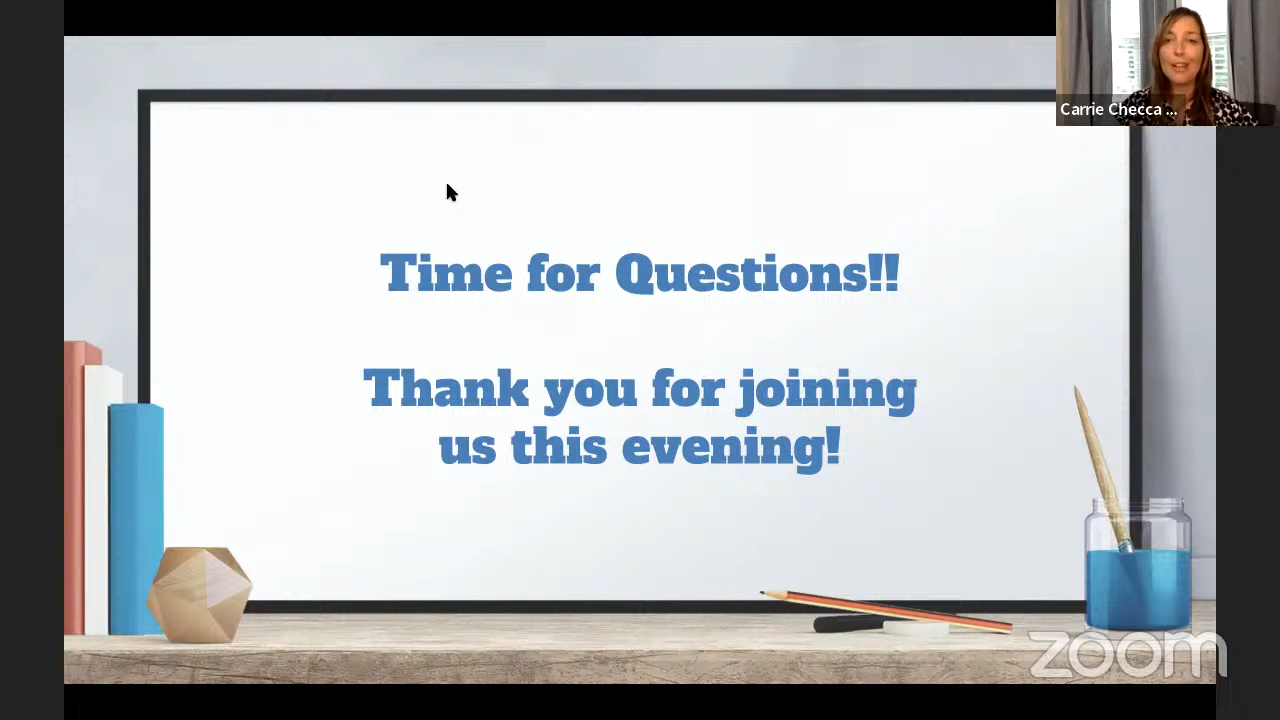 Carrie Checca ...
Time for Questions!!
Thank you for joining
us this evening!
zoom